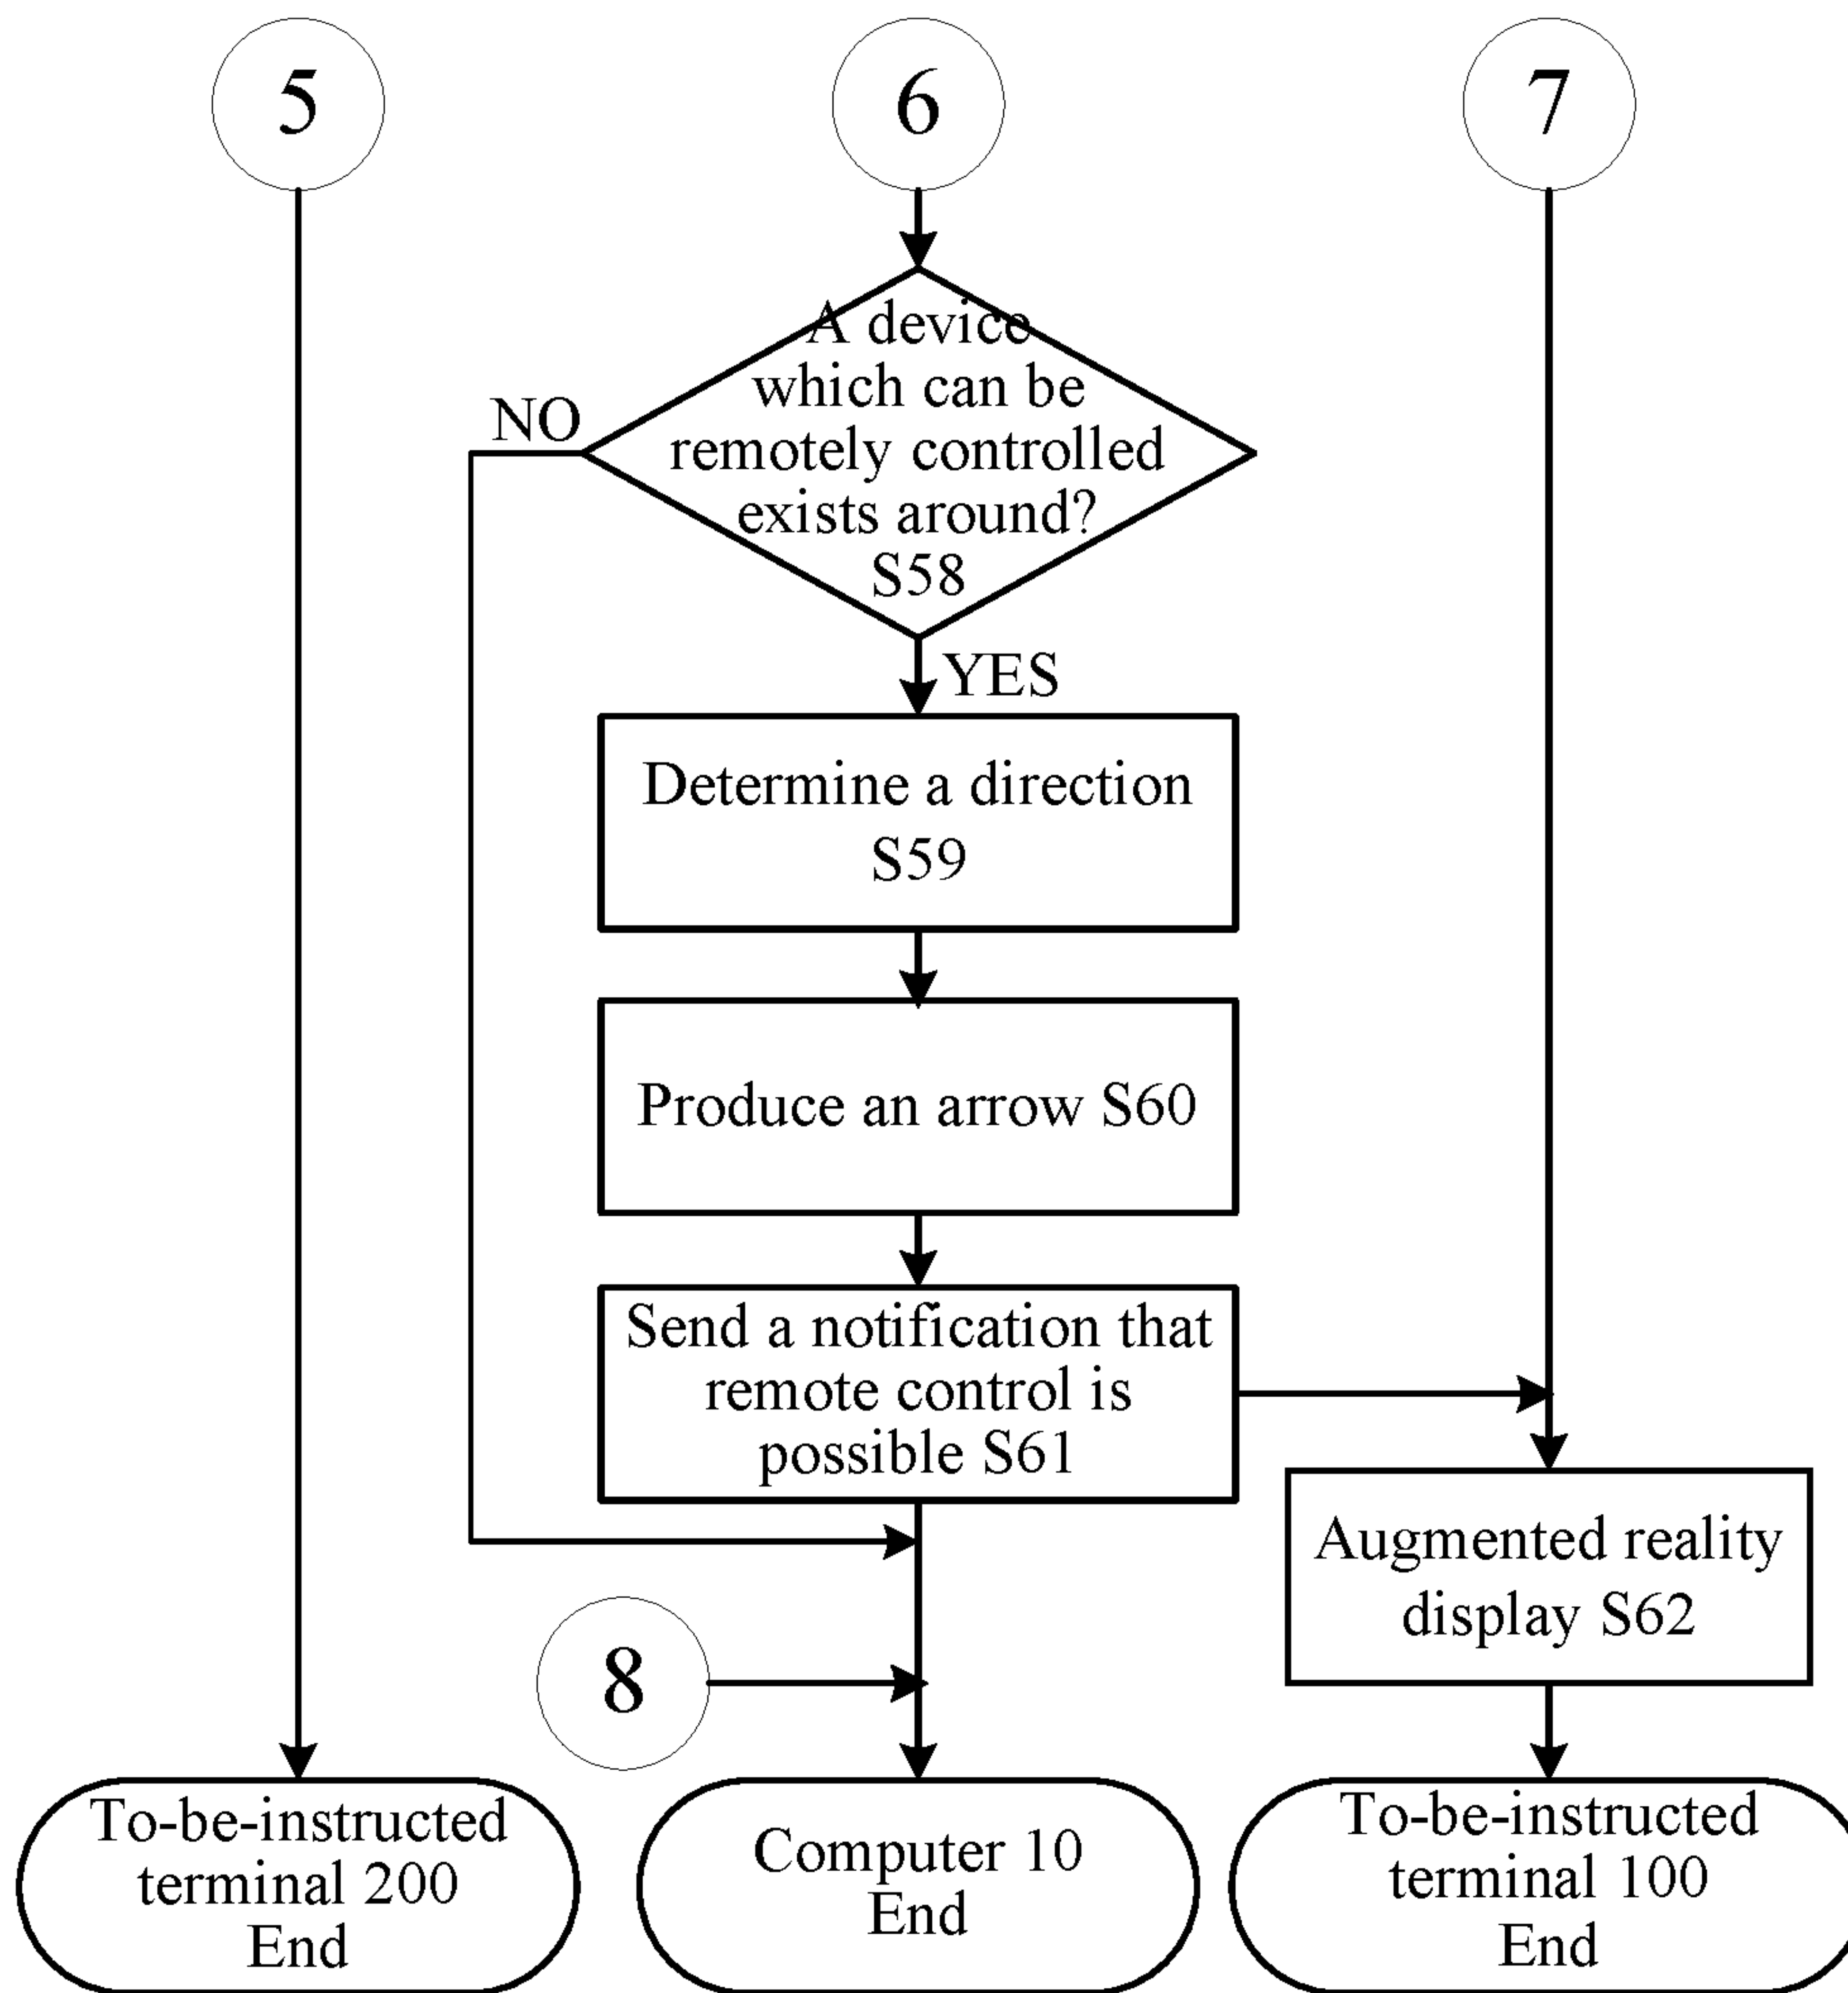 5
6
7
A device
which can be
remotely controlled
exists around?
S58
NO
YES
Determine a direction
S59
Produce an arrow S60
Send a notification that
remote control is
possible S61
Augmented reality
display S62
8
To-be-instructed
terminal 200
End
Computer 10
End
To-be-instructed
terminal 100
End